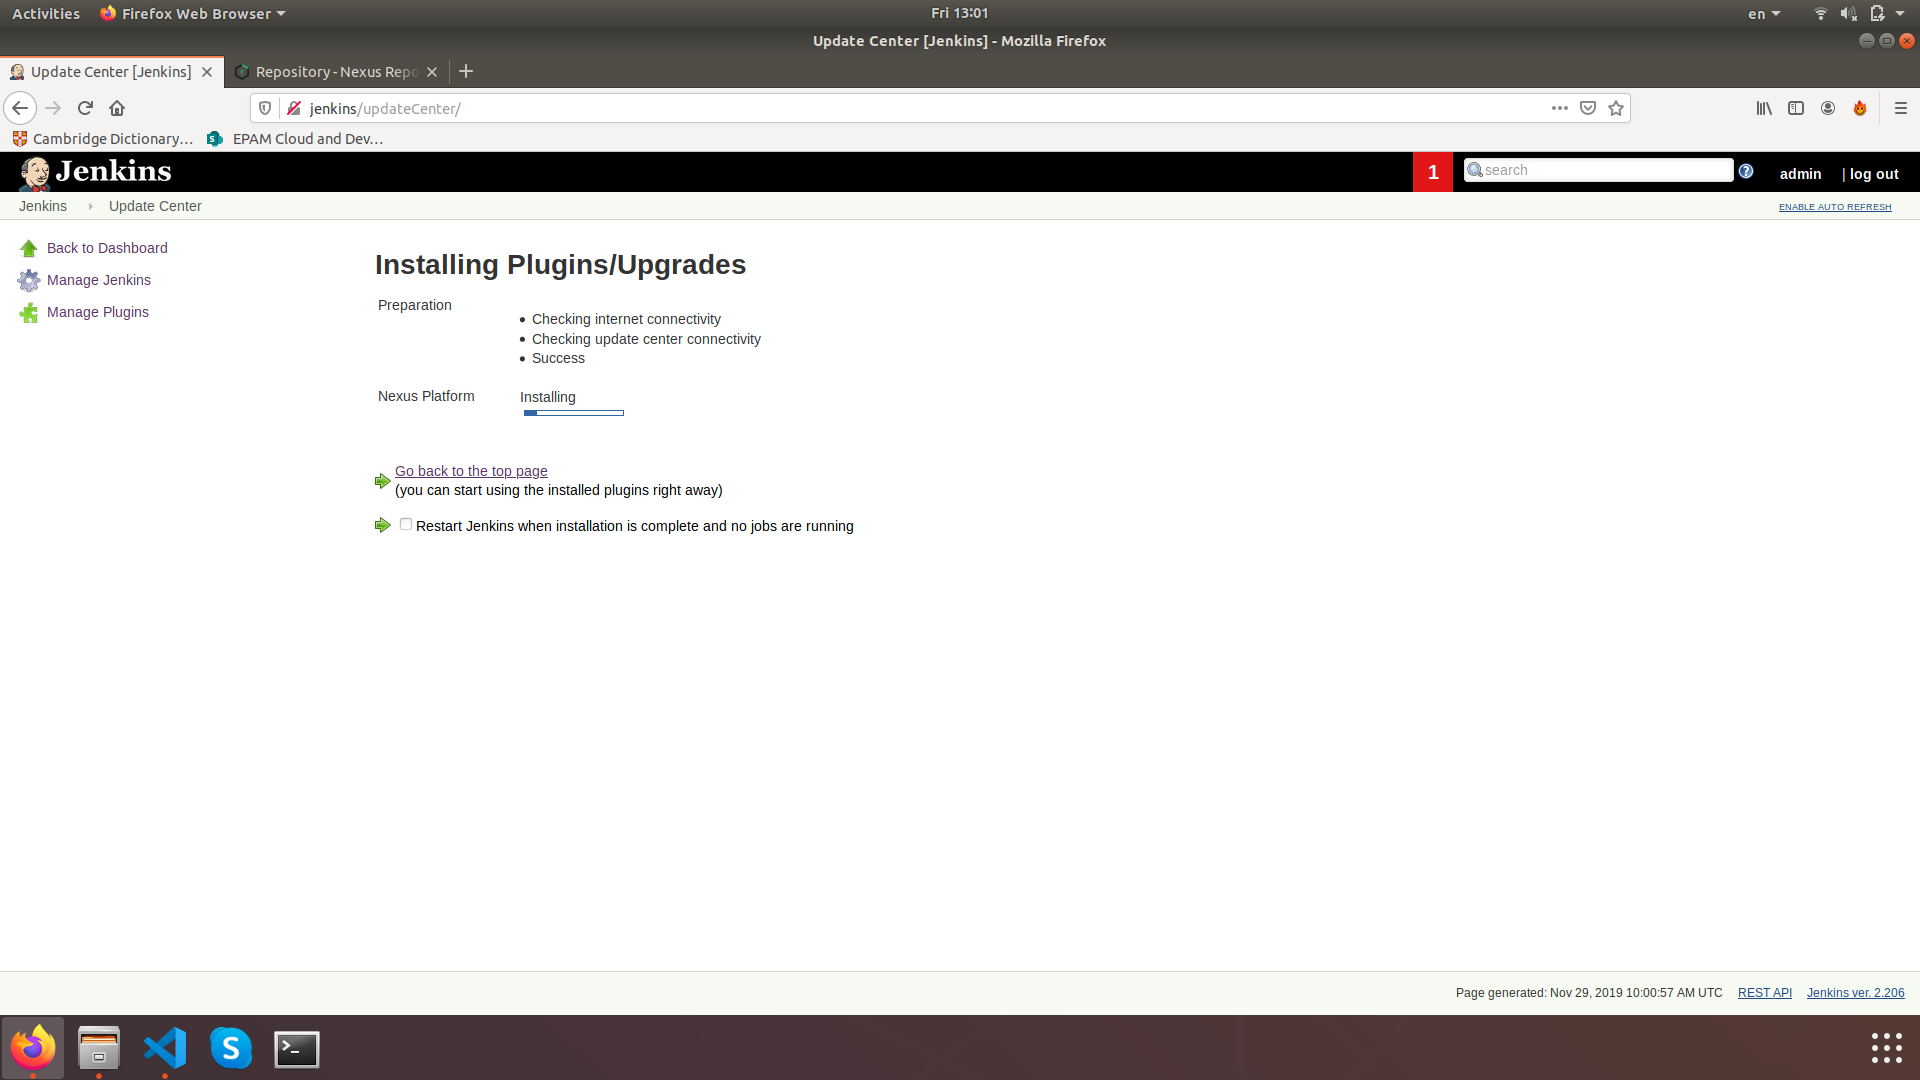 Activities
Firefox Web Browser
Fri 13:01
en
Update Center [Jenkins] - Mozilla Firefox
Update Center [Jenkins]
Repository - Nexus Repo
jenkins/updateCenter/
Cambridge Dictionary...
EPAM Cloud and Dev...
Jenkins
1
search
admin
| log out
Jenkins
Update Center
ENABLE AUTO REFRESH
Back to Dashboard
Manage Jenkins
Manage Plugins
Installing Plugins/Upgrades
Preparation
Checking internet connectivity
Checking update center connectivity
Success
Nexus Platform
Installing
Go back to the top page
(you can start using the installed plugins right away)
Restart Jenkins when installation is complete and no jobs are running
Page generated: Nov 29, 2019 10:00:57 AM UTC
REST API
Jenkins ver. 2.206